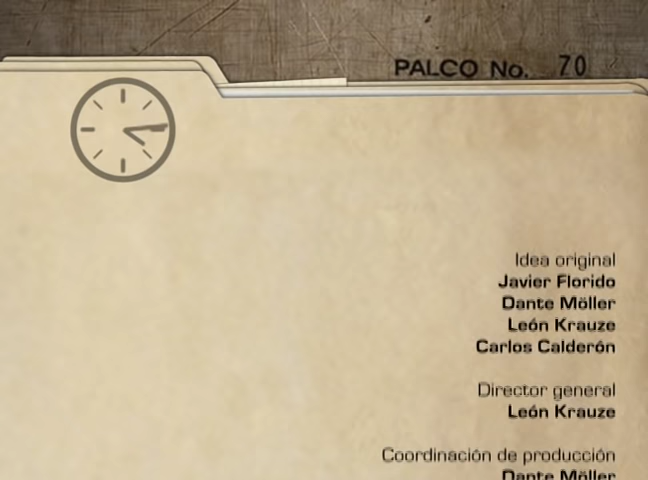 PALCO No. 70
Idea original
Javier Florido
Dante Möller
León Krauze
Carlos Calderón
Director general
León Krauze
Coordinación de producción
Dante Möller